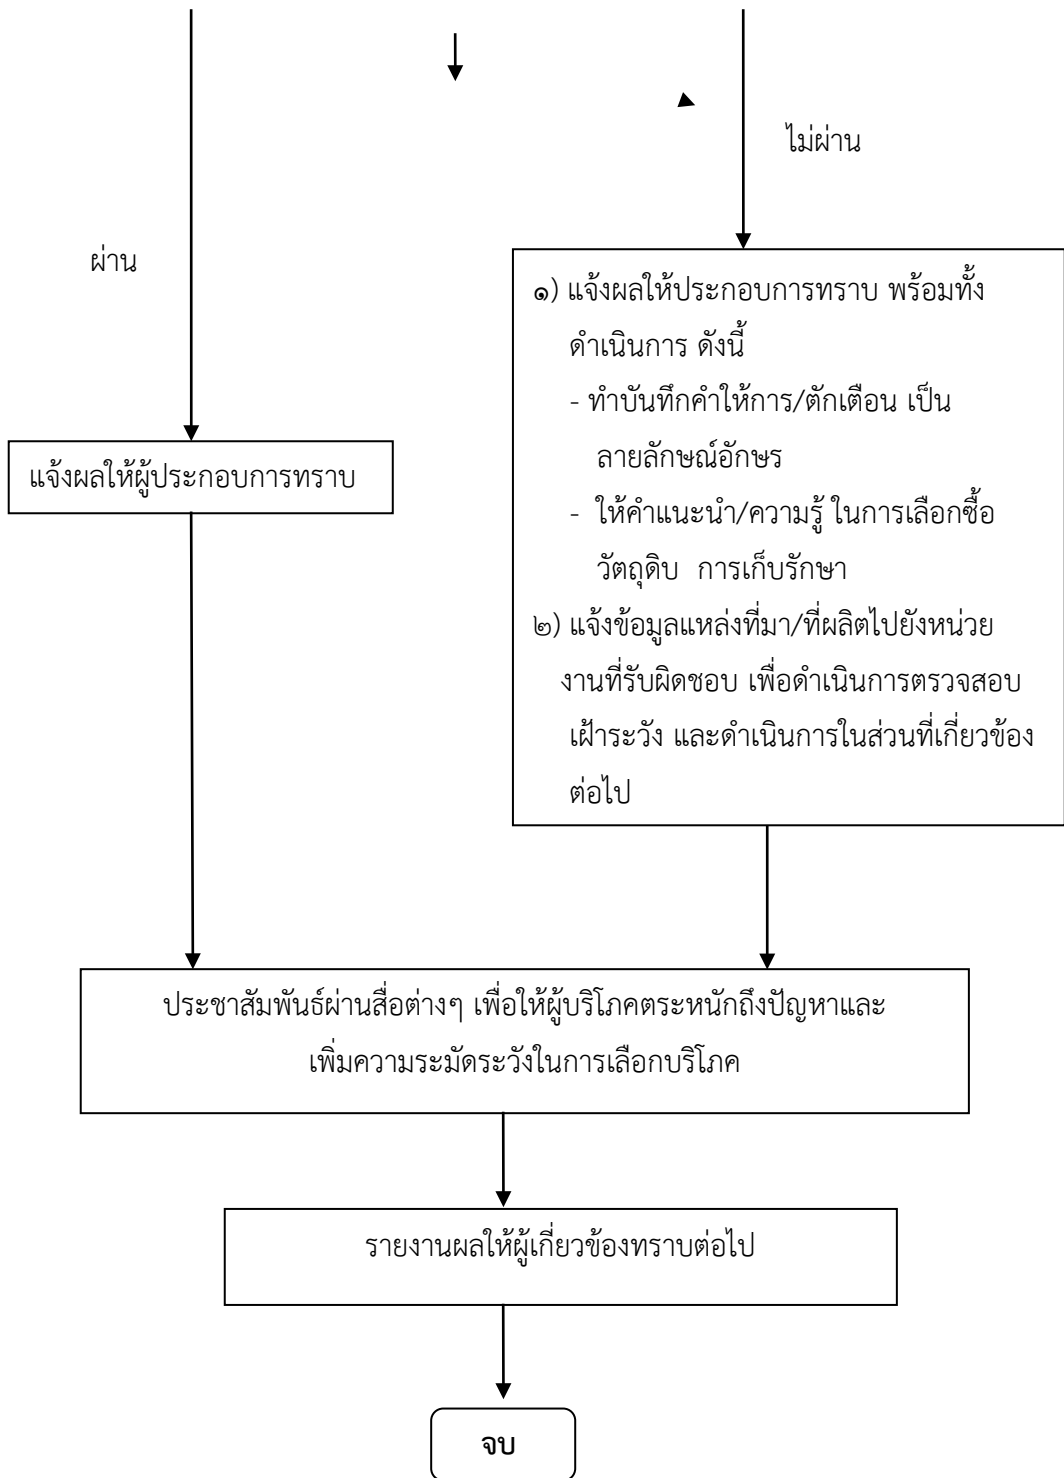 ไม่ผ่าน
ผ่าน
๑) แจ้งผลให้ประกอบการทราบ พร้อมทั้ง
ดำเนินการ ดังนี้
- ทำบันทึกคำให้การ/ตักเตือน เป็น
ลายลักษณ์อักษร
- ให้คำแนะนำ/ความรู้ ในการเลือกซื้อ
วัตถุดิบ การเก็บรักษา
๒) แจ้งข้อมูลแหล่งที่มา/ที่ผลิตไปยังหน่วย
งานที่รับผิดชอบ เพื่อดำเนินการตรวจสอบ
เฝ้าระวัง และดำเนินการในส่วนที่เกี่ยวข้อง
ต่อไป
แจ้งผลให้ผู้ประกอบการทราบ
ประชาสัมพันธ์ผ่านสื่อต่างๆ เพื่อให้ผู้บริโภคตระหนักถึงปัญหาและ
เพิ่มความระมัดระวังในการเลือกบริโภค
รายงานผลให้ผู้เกี่ยวข้องทราบต่อไป
จบ